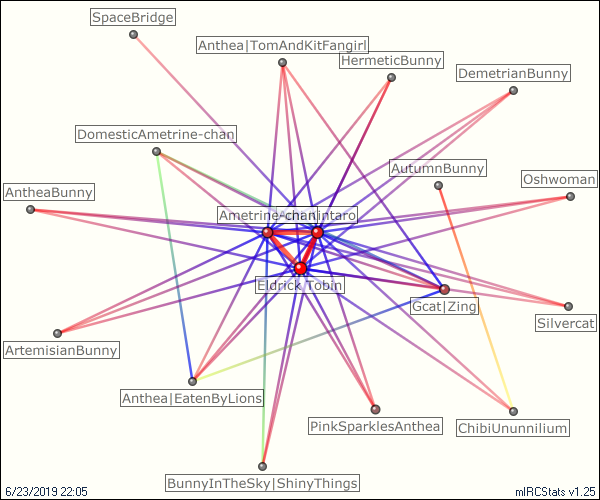 SpaceBridge
Anthea|TomAndKitFangirl
HermeticBunny
DemetrianBunny
DomesticAmetrine-chan
AutumnBunny
Oshwoman
AntheaBunny
Ametrine-chan
intaro
Eldrick Tobin
Gcat|Zing
Silvercat
ArtemisianBunny
Anthea|EatenByLions
PinkSparklesAnthea
ChibiUnunnilium
BunnyInTheSky|ShinyThings
6/23/2019 22:05
mIRCStats v1.25